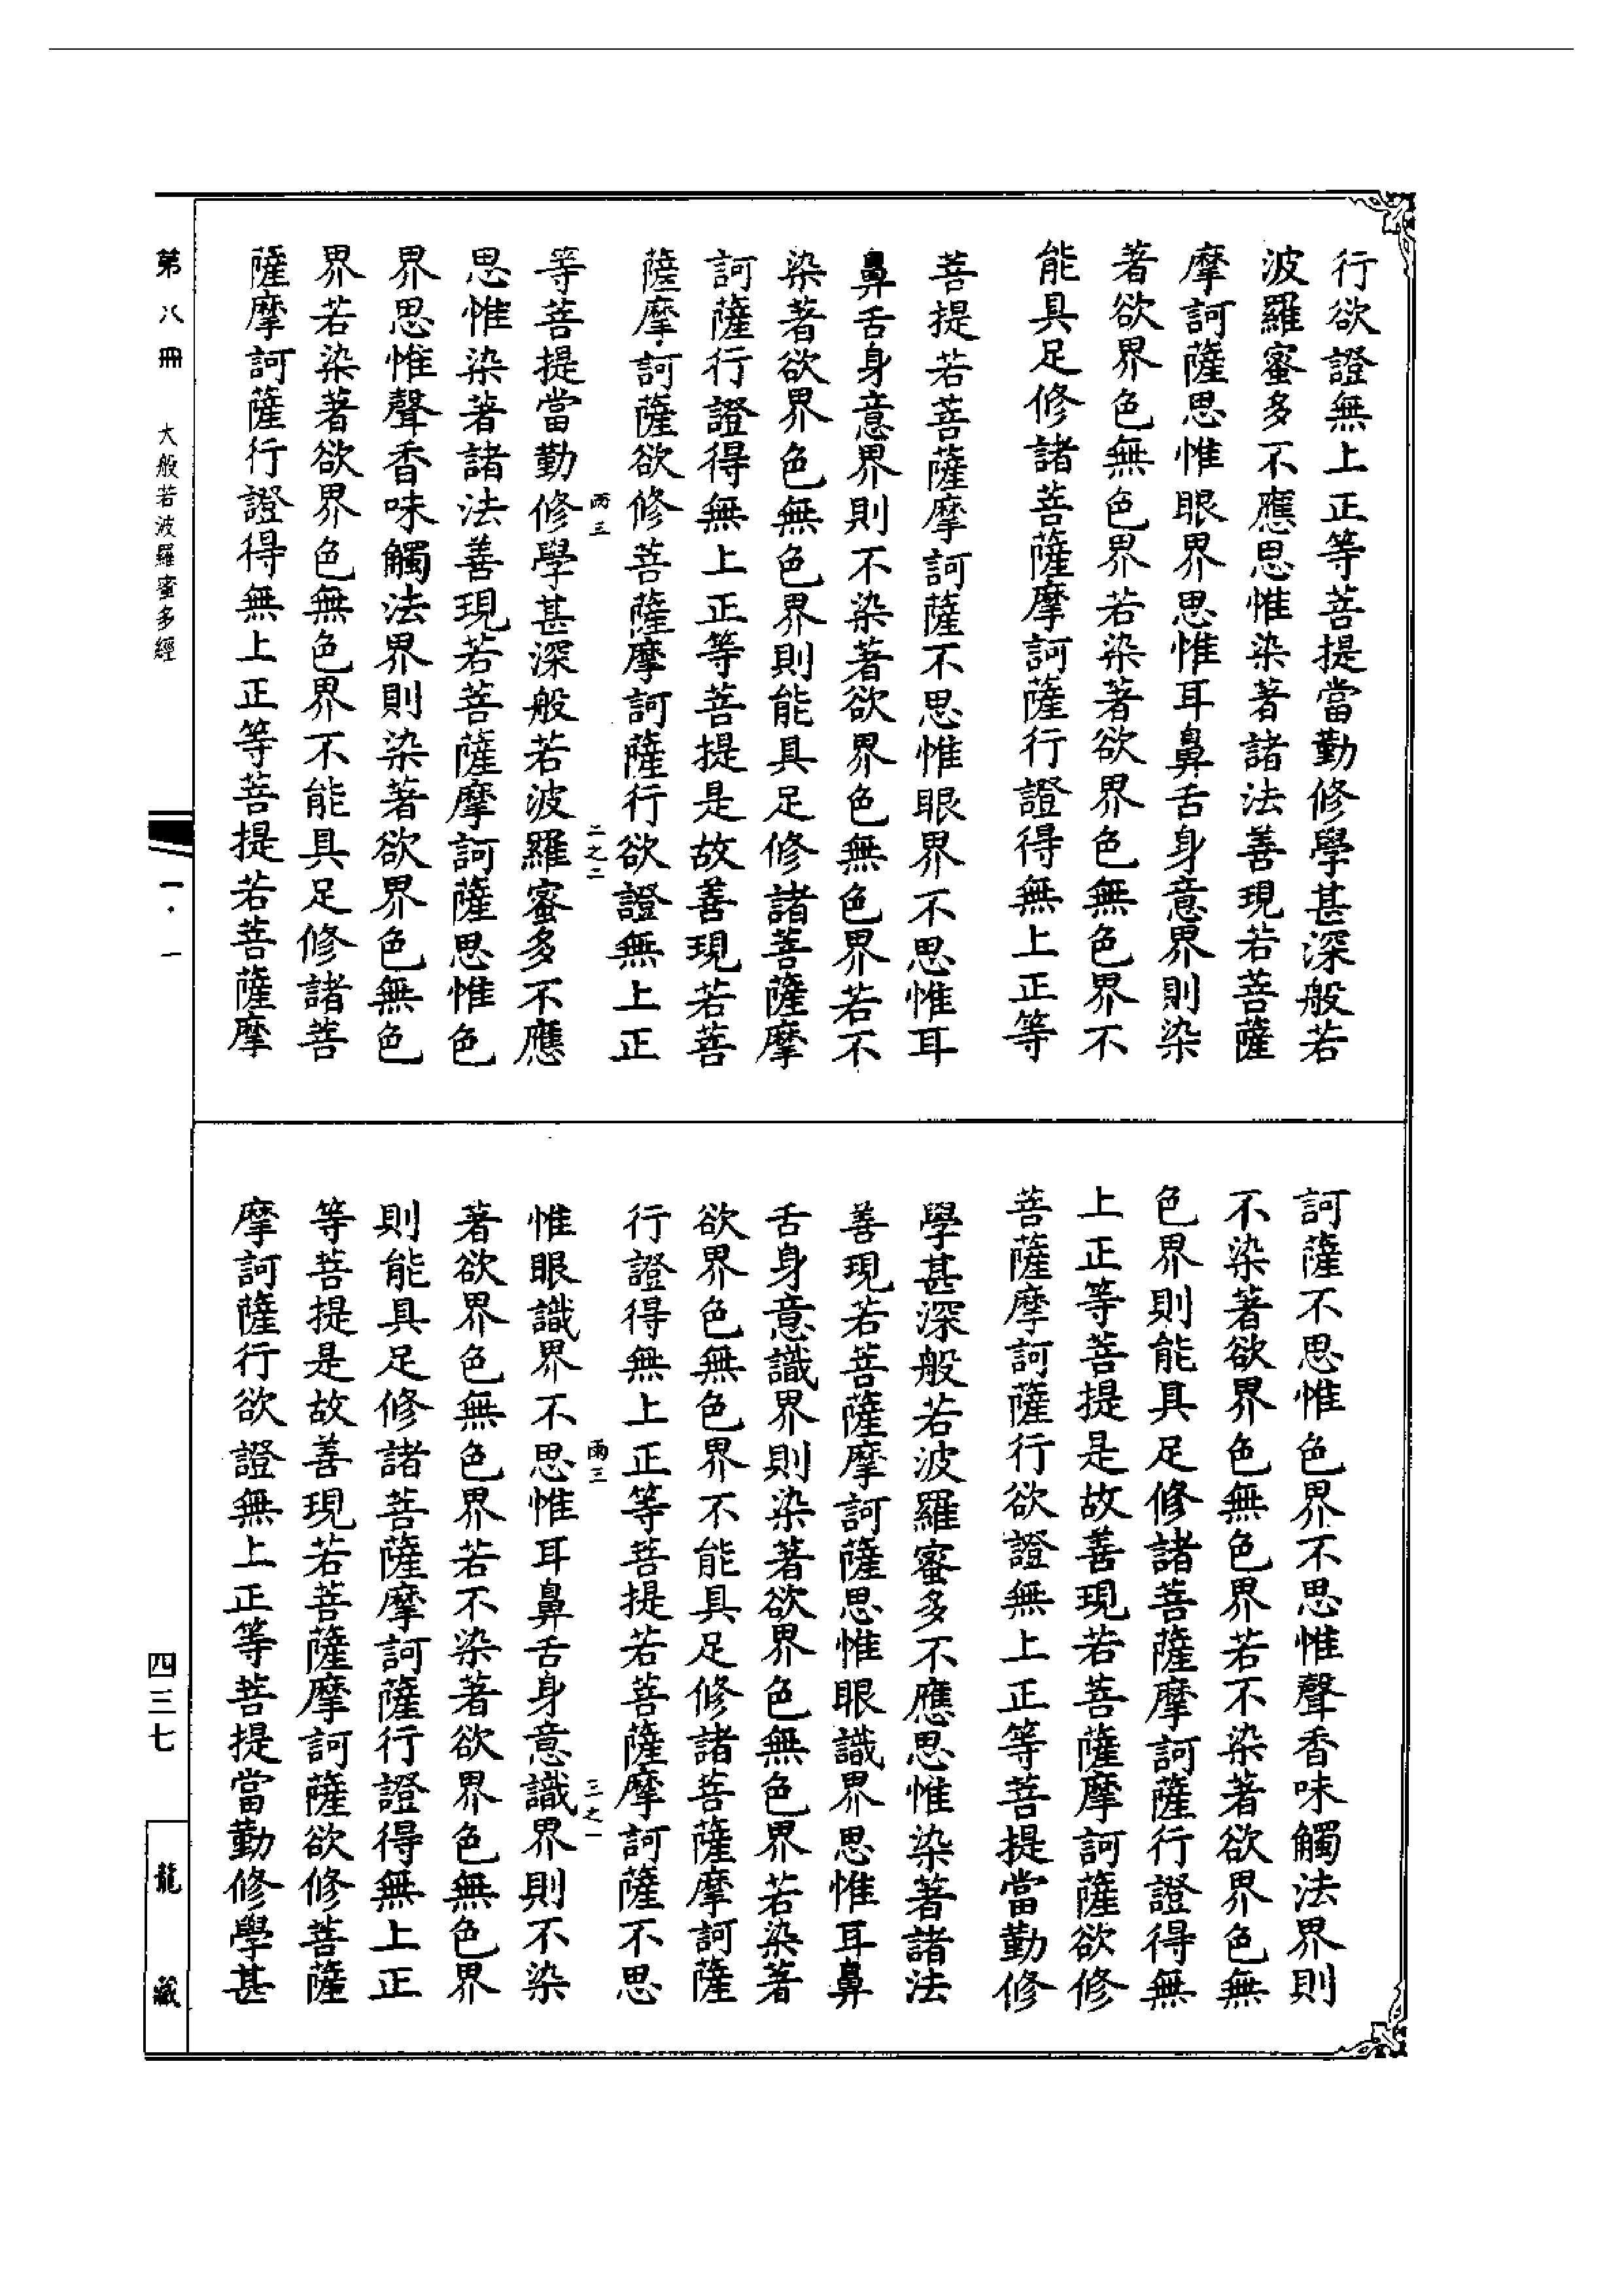 行欲證無上正等菩提當勤修學甚深般若
波羅蜜多不應思惟染著諸法善現若菩薩
摩訶薩思惟眼界思惟耳鼻舌身意界則染
著欲界色無色界若染著欲界色無色界不
能具足修諸菩薩摩訶薩行證得無上正等
菩提若菩薩摩訶薩不思惟眼界不思惟耳
鼻舌身意界則不染著欲界色無色界若不
染著欲界色無色界則能具足修諸菩薩摩
訶薩行證得無上正等菩提是故善現若菩
薩摩訶薩欲修菩薩摩訶薩行欲證無上正
雨三
二之二
等菩提當勤修學甚深般若波羅蜜多不應
思惟染著諸法善現若菩薩摩訶薩思惟色
界思惟聲香味觸法界則染著欲界色無色
界若染著欲界色無色界不能具足修諸菩
薩摩訶薩行證得無上正等菩提若菩薩摩
訶薩不思惟色界不思惟聲香味觸法界則
不染著欲界色無色界若不染著欲界色無
色界則能具足修諸菩薩摩訶薩行證得無
上正等菩提是故善現若菩薩摩訶薩欲修
菩薩摩訶薩行欲證無上正等菩提當勤修
學甚深般若波羅蜜多不應思惟染著諸法
善現若菩薩摩訶薩思惟眼識界思惟耳鼻
舌身意識界則染著欲界色無色界若染著
欲界色無色界不能具足修諸菩薩摩訶薩
行證得無上正等菩提若菩薩摩訶薩不思
雨三
三之一
惟眼識界不思惟耳鼻舌身意識界則不染
著欲界色無色界若不染著欲界色無色界
則能具足修諸菩薩摩訶薩行證得無上正
等菩提是故善現若菩薩摩訶薩欲修菩薩
摩訶薩行欲證無上正等菩提當勤修學甚
第八冊 大般若波羅蜜多經
一·一
四三七
龍藏